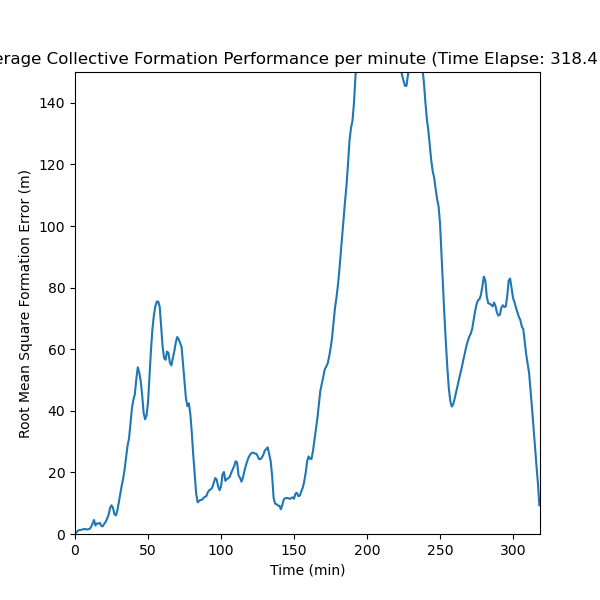 erage Collective Formation Performance per minute (Time Elapse: 318.4
140
120
100
80
60
40
20
0
Root Mean Square Formation Error (m)
0 50 100 150 200 250 300
Time (min)